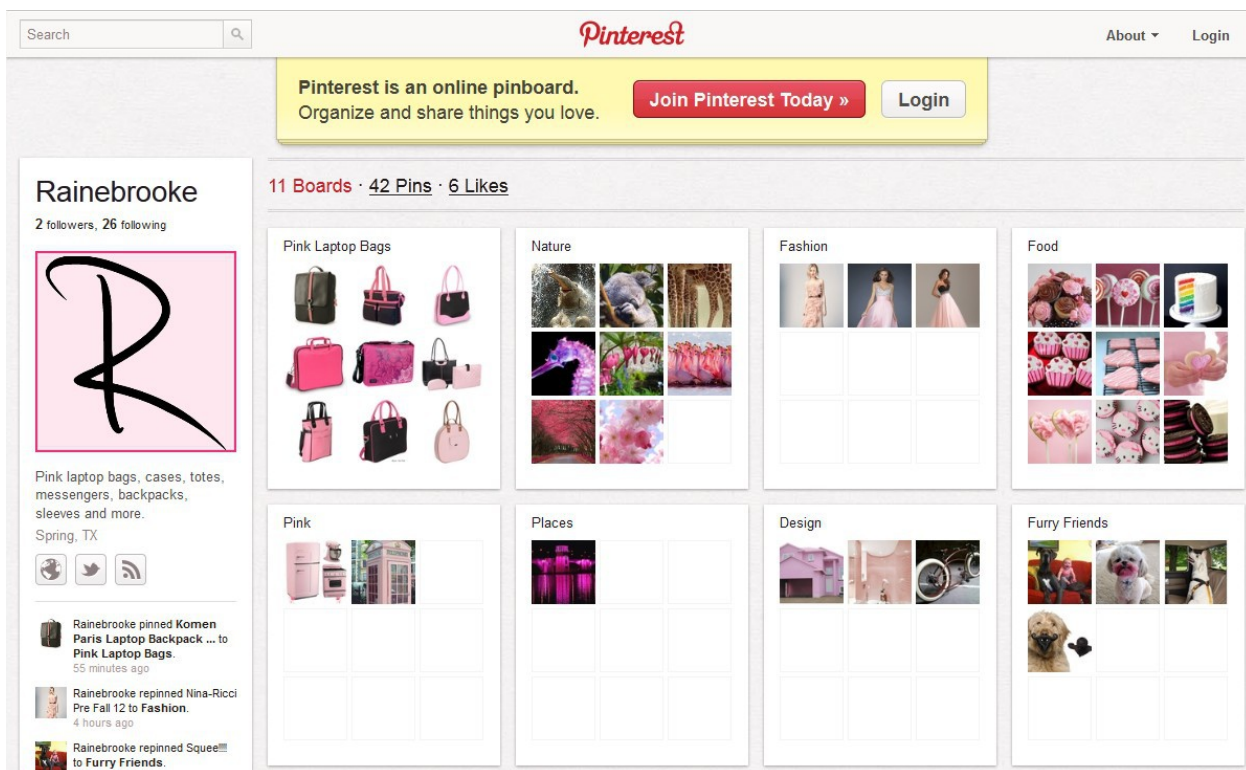 Search
Pinterest
About
Login
Pinterest is an online pinboard.
Organize and share things you love.
Join Pinterest Today »
Login
Rainebrooke
2 followers, 26 following
R
Pink laptop bags, cases, totes,
messengers, backpacks,
sleeves and more.
Spring, TX
Rainebrooke pinned Komen
Paris Laptop Backpack ... to
Pink Laptop Bags.
55 minutes ago
Rainebrooke repinned Nina-Ricci
Pre Fall 12 to Fashion.
4 hours ago
Rainebrooke repinned Squee!!!!
to Furry Friends.
11 Boards · 42 Pins · 6 Likes
Pink Laptop Bags
Nature
Fashion
Food
Pink
Places
Design
Furry Friends